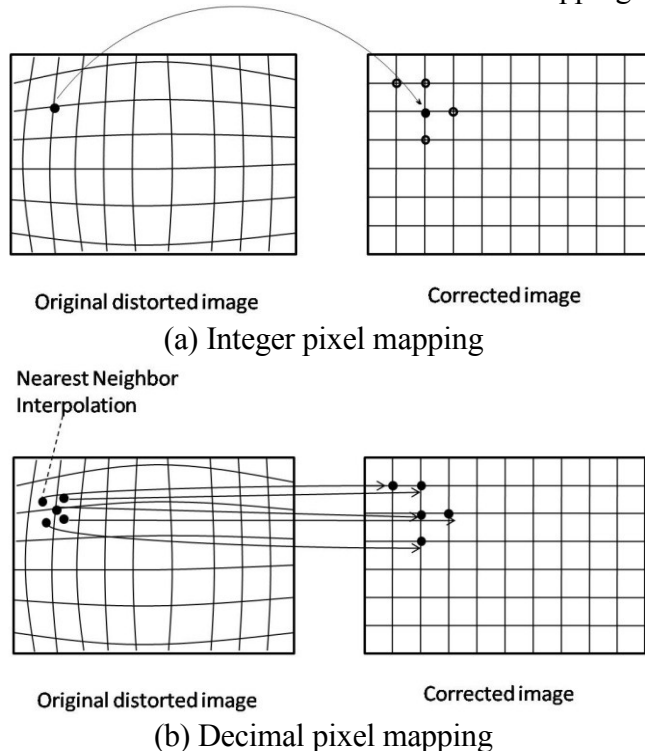 pping
Original distorted image
Corrected image
(a) Integer pixel mapping
Nearest Neighbor
Interpolation
Original distorted image
Corrected image
(b) Decimal pixel mapping